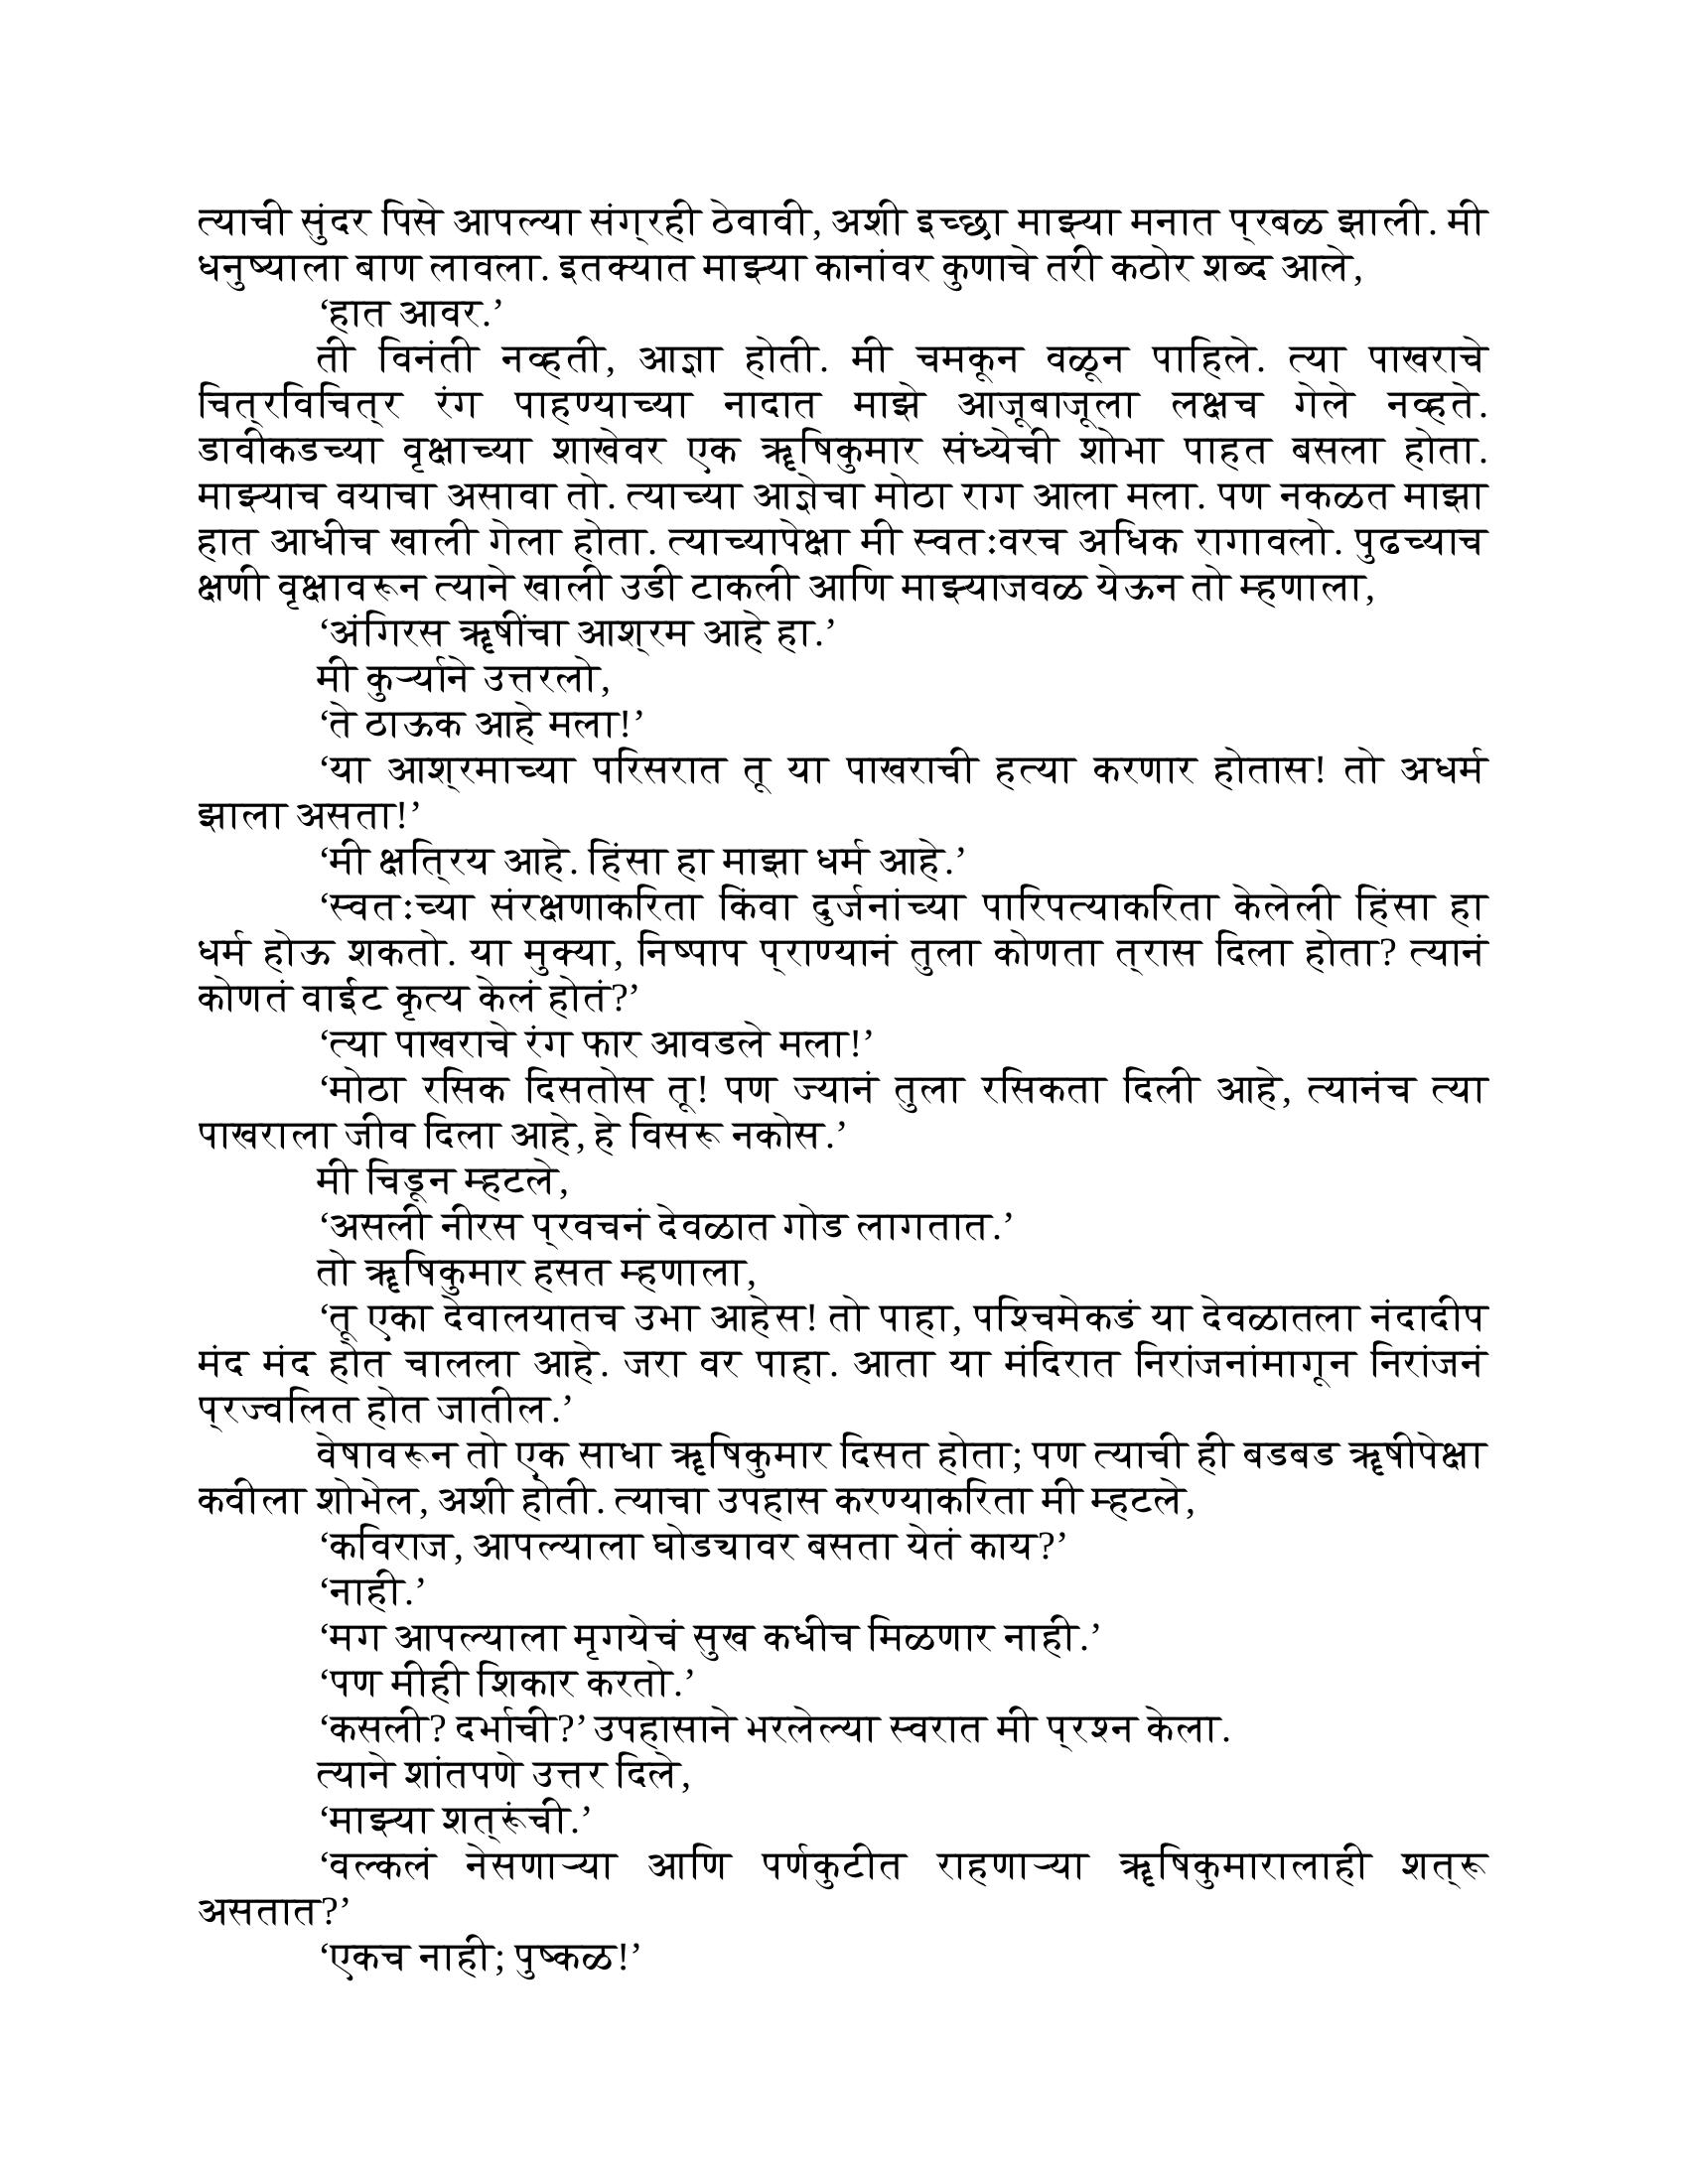 त्याची सुंदर पिसे आपल्या संग्रही ठेवावी, अशी इच्छा माझ्या मनात प्रबळ झाली. मी
धनुष्याला बाण लावला. इतक्यात माझ्या कानांवर कुणाचे तरी कठोर शब्द आले,
‘हात आवर.’
ती विनंती नव्हती, आज्ञा होती. मी चमकून वळून पाहिले. त्या पाखराचे
चित्रविचित्र रंग पाहण्याच्या नादात माझे आजूबाजूला लक्षच गेले नव्हते.
डावीकडच्या वृक्षाच्या शाखेवर एक ॠषिकुमार संध्येची शोभा पाहत बसला होता.
माझ्याच वयाचा असावा तो. त्याच्या आज्ञेचा मोठा राग आला मला. पण नकळत माझा
हात आधीच खाली गेला होता. त्याच्यापेक्षा मी स्वतःवरच अधिक रागावलो. पुढच्याच
क्षणी वृक्षावरून त्याने खाली उडी टाकली आणि माझ्याजवळ येऊन तो म्हणाला,
‘अंगिरस ॠषींचा आश्रम आहे हा.’
मी कुर्‍याने उत्तरलो,
‘ते ठाऊक आहे मला!’
‘या आश्रमाच्या परिसरात तू या पाखराची हत्या करणार होतास! तो अधर्म
झाला असता!’
‘मी क्षत्रिय आहे. हिंसा हा माझा धर्म आहे.’
‘स्वतःच्या संरक्षणाकरिता किंवा दुर्जनांच्या पारिपत्याकरिता केलेली हिंसा हा
धर्म होऊ शकतो. या मुक्या, निष्पाप प्राण्यानं तुला कोणता त्रास दिला होता? त्यानं
कोणतं वाईट कृत्य केलं होतं?’
‘त्या पाखराचे रंग फार आवडले मला!’
‘मोठा रसिक दिसतोस तू! पण ज्यानं तुला रसिकता दिली आहे, त्यानंच त्या
पाखराला जीव दिला आहे, हे विसरू नकोस.’
मी चिडून म्हटले,
‘असली नीरस प्रवचनं देवळात गोड लागतात.’
तो ॠषिकुमार हसत म्हणाला,
‘तू एका देवालयातच उभा आहेस! तो पाहा, पश्चिमेकडं या देवळातला नंदादीप
मंद मंद होत चालला आहे. जरा वर पाहा. आता या मंदिरात निरांजनांमागून निरांजनं
प्रज्वलित होत जातील.’
वेषावरून तो एक साधा ॠषिकुमार दिसत होता; पण त्याची ही बडबड ॠषीपेक्षा
कवीला शोभेल, अशी होती. त्याचा उपहास करण्याकरिता मी म्हटले,
‘कविराज, आपल्याला घोड्यावर बसता येतं काय?’
‘नाही.’
‘मग आपल्याला मृगयेचं सुख कधीच मिळणार नाही.’
‘पण मीही शिकार करतो.’
‘कसली? दर्भाची?’ उपहासाने भरलेल्या स्वरात मी प्रश्न केला.
त्याने शांतपणे उत्तर दिले,
‘माझ्या शत्रूंची.’
‘वल्कलं नेसणाऱ्या आणि पर्णकुटीत राहणाऱ्या ॠषिकुमारालाही शत्रू
असतात?’
‘एकच नाही; पुष्कळ!’